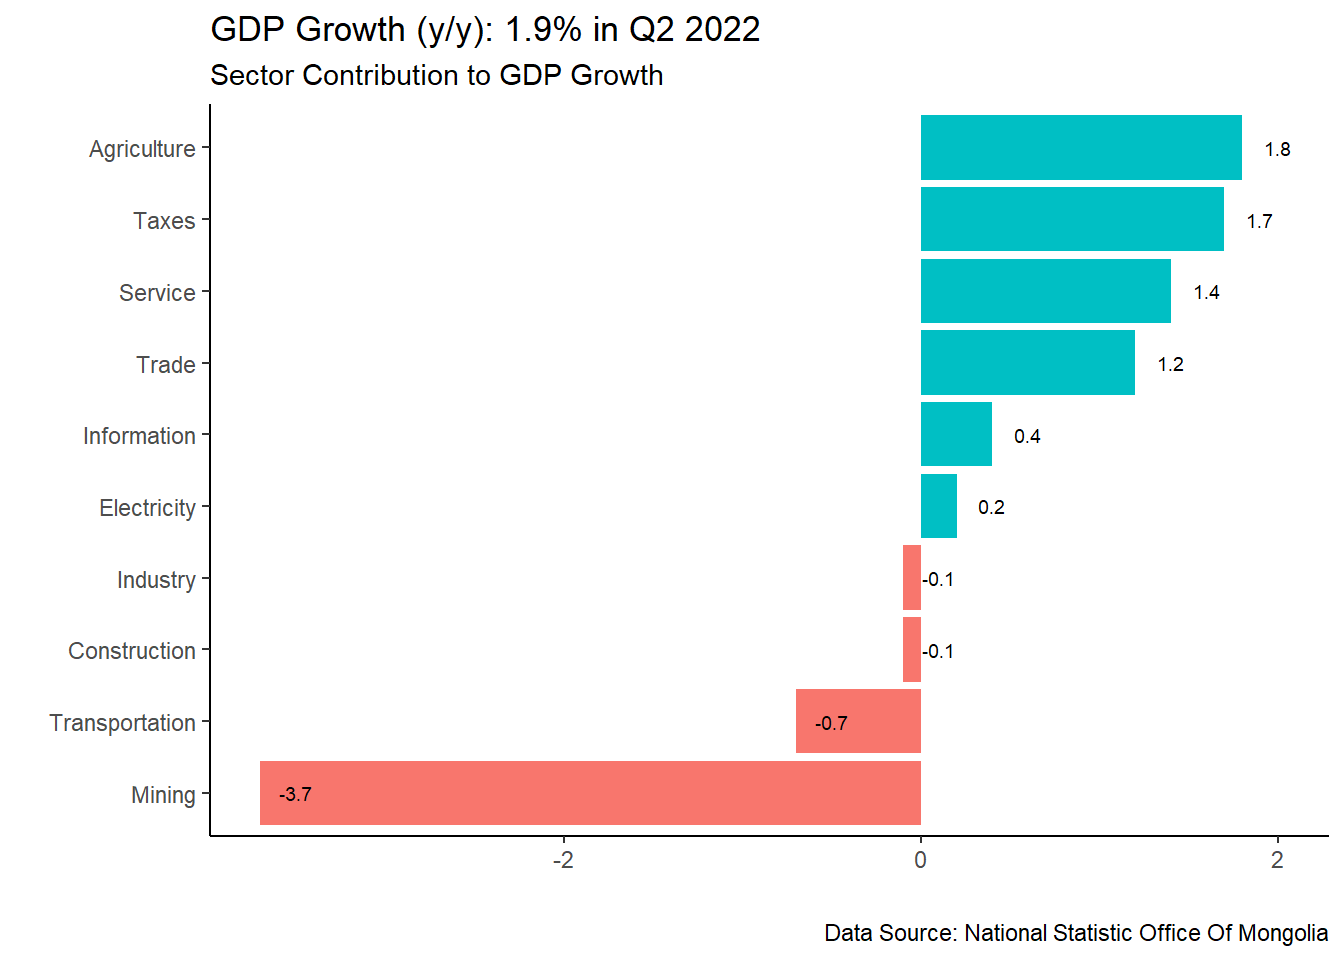 GDP Growth (y/y): 1.9% in Q2 2022
Sector Contribution to GDP Growth
Agriculture 1.8
Taxes 1.7
Service 1.4
Trade 1.2
Information 0.4
Electricity 0.2
Industry -0.1
Construction -0.1
Transportation -0.7
Mining -3.7
-2 0 2
Data Source: National Statistic Office Of Mongolia